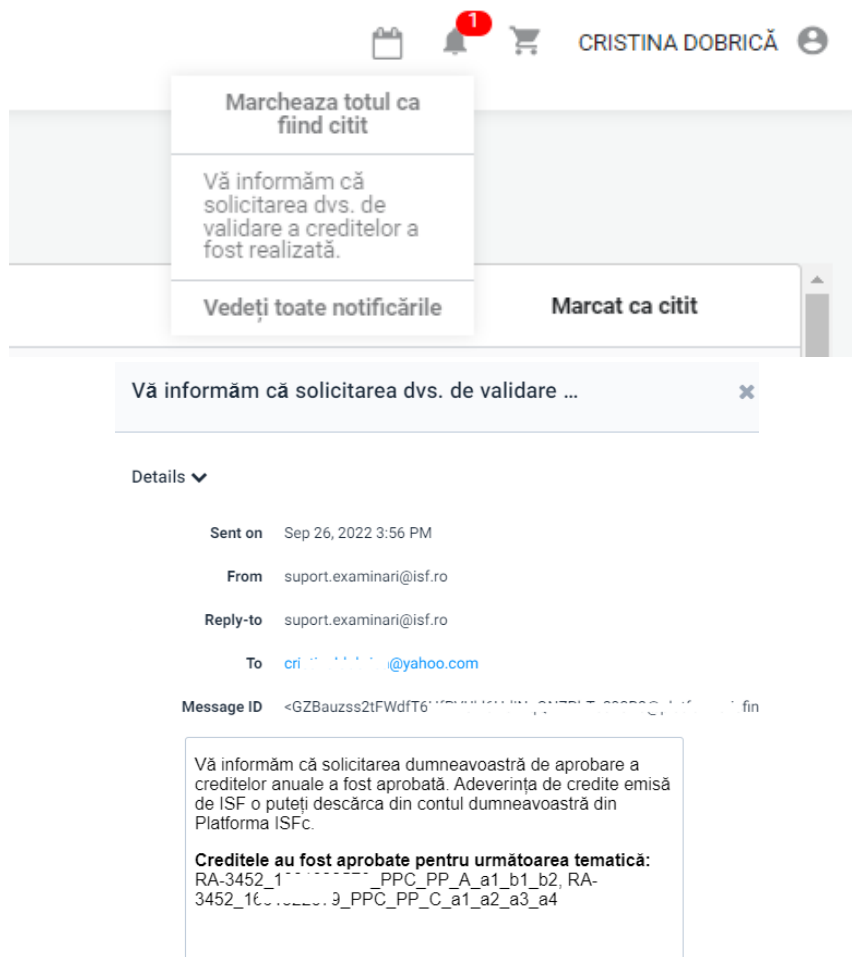 1
CRISTINA DOBRICĂ
Marcheaza totul ca
fiind citit
Vă informăm că
solicitarea dvs. de
validare a creditelor a
fost realizată.
Vedeți toate notificările
Marcat ca citit
Vă informăm că solicitarea dvs. de validare ...
Details
Sent on Sep 26, 2022 3:56 PM
From suport.examinari@isf.ro
Reply-to suport.examinari@isf.ro
To @yahoo.com
Message ID
Vă informăm că solicitarea dumneavoastră de aprobare a
creditelor anuale a fost aprobată. Adeverința de credite emisă
de ISF o puteți descărca din contul dumneavoastră din
Platforma ISFc.
Creditele au fost aprobate pentru următoarea tematică:
RA-3452_1 _PPC_PP_A_a1_b1_b2, RA-
9_PPC_PP_C_a1_a2_a3_a4